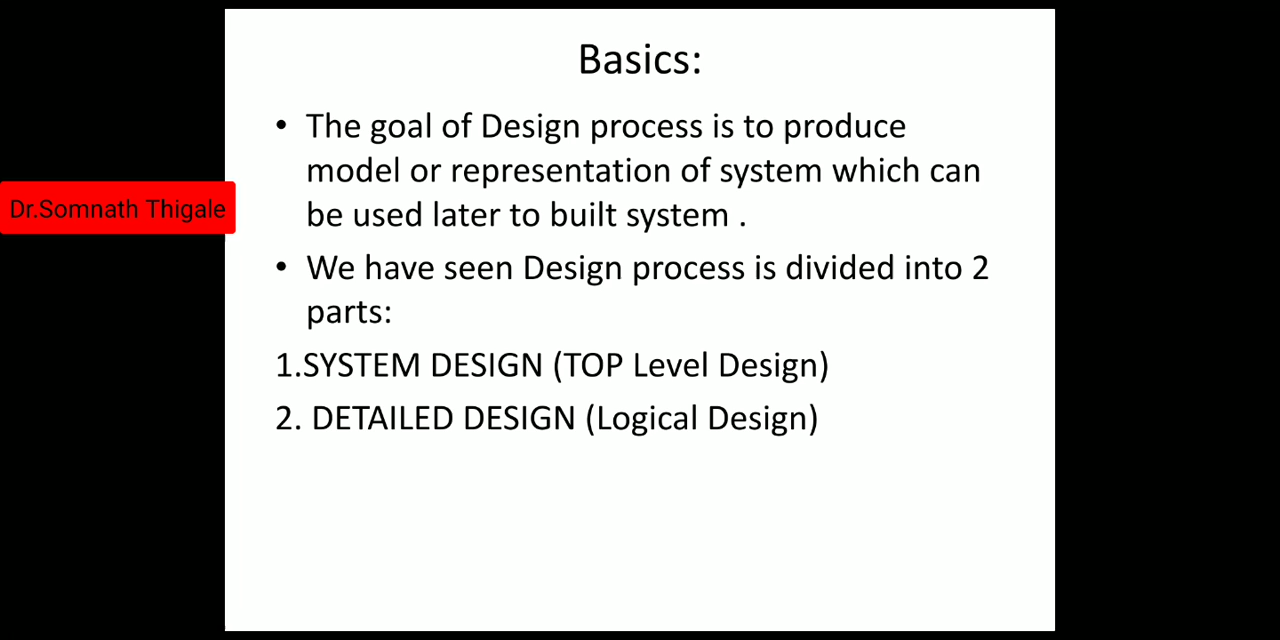 Basics:
• The goal of Design process is to produce
model or representation of system which can
be used later to built system .
Dr.Somnath Thigale
• We have seen Design process is divided into 2
parts:
1.SYSTEM DESIGN (TOP Level Design)
2. DETAILED DESIGN (Logical Design)